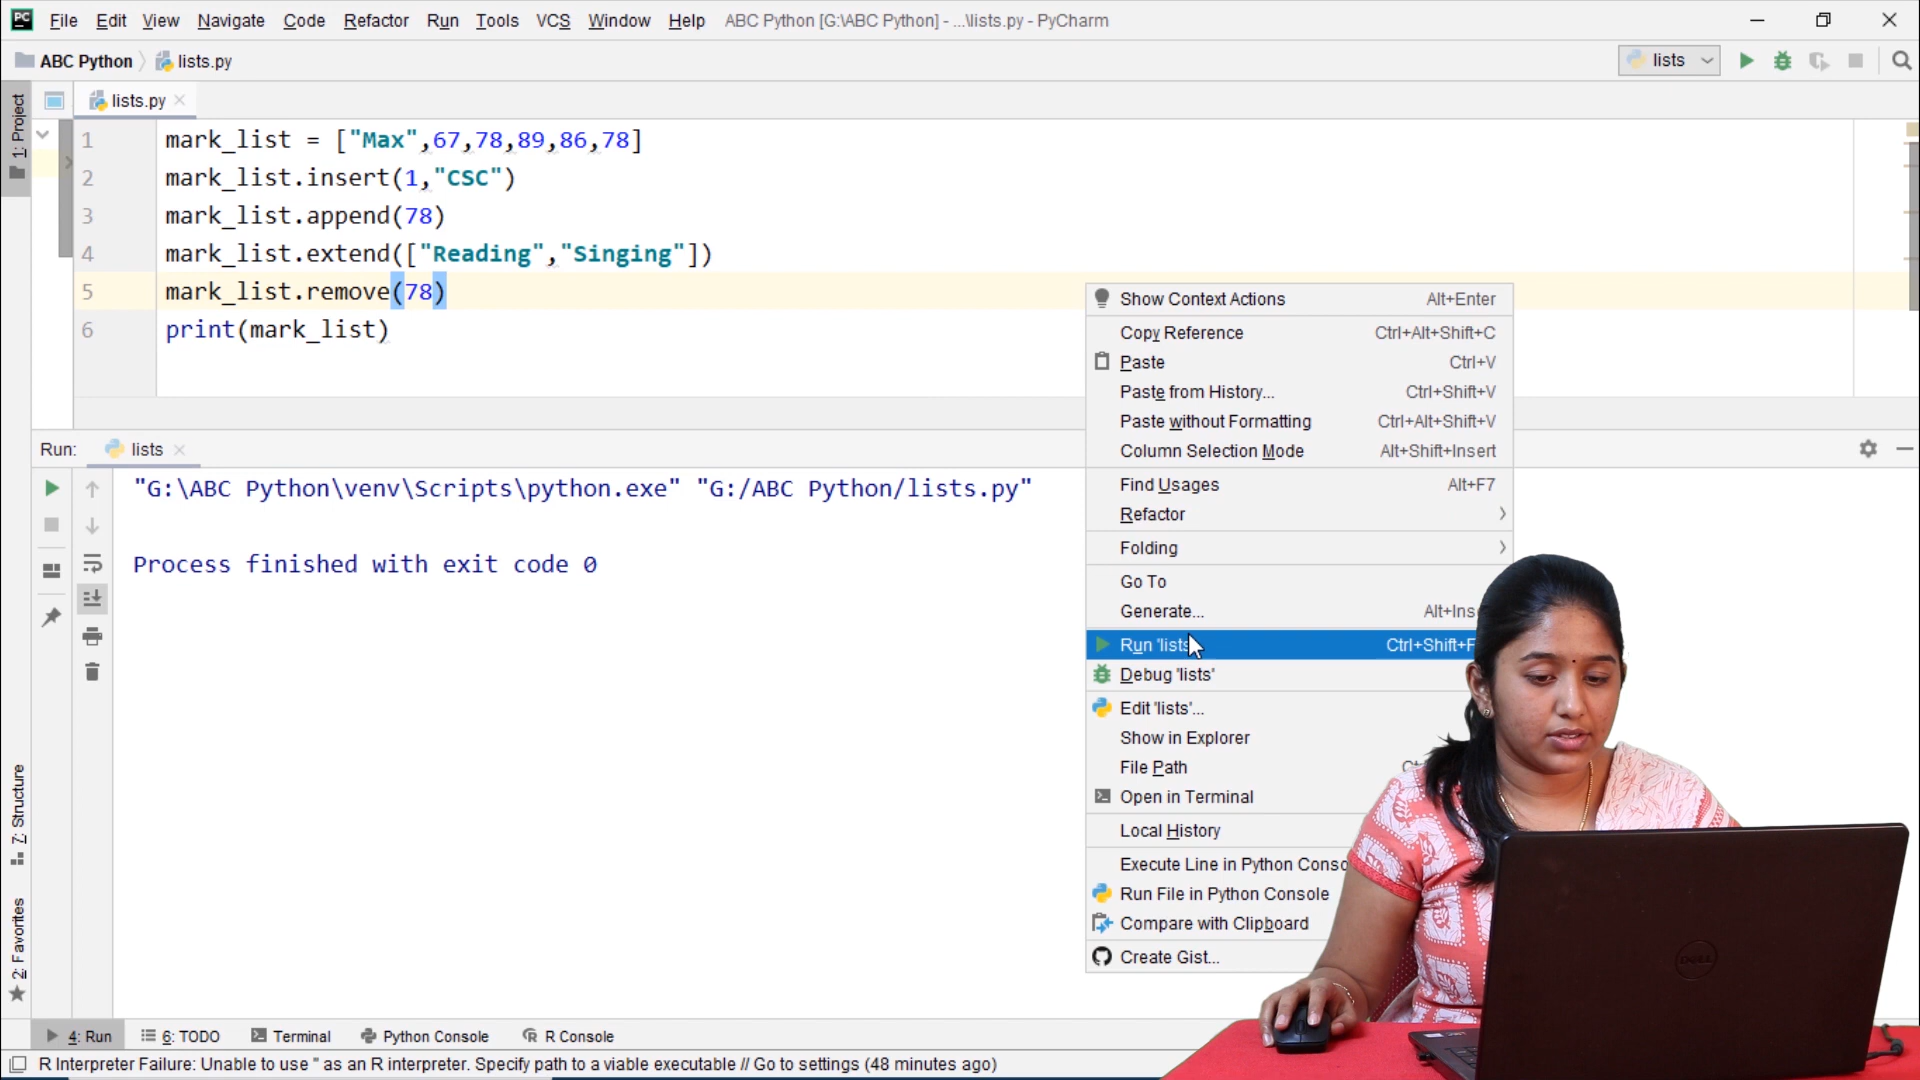 PC File Edit View Navigate Code Refactor Run Tools VCS Window Help ABC Python [G:\ABC Python] - ...\lists.py - PyCharm
ABC Python lists.py
lists
1: Project
lists.py
1 mark_list = ["Max",67,78,89,86,78]
2 mark_list.insert(1,"CSC")
3 mark_list.append(78)
4 mark_list.extend(["Reading","Singing"])
5 mark_list.remove(78)
6 print(mark_list)
Run: lists
"G:\ABC Python\venv\Scripts\python.exe" "G:/ABC Python/lists.py"
Process finished with exit code 0
Show Context Actions Alt+Enter
Copy Reference Ctrl+Alt+Shift+C
Paste Ctrl+V
Paste from History... Ctrl+Shift+V
Paste without Formatting Ctrl+Alt+Shift+V
Column Selection Mode Alt+Shift+Insert
Find Usages Alt+F7
Refactor
Folding
Go To
Generate... Alt+Ins
Run 'lists Ctrl+Shift+F
Debug 'lists'
Edit 'lists'...
Show in Explorer
File Path
Open in Terminal
Local History
Execute Line in Python Conso
Run File in Python Console
Compare with Clipboard
Create Gist...
7: Structure
2: Favorites
DELL
4: Run 6: TODO Terminal Python Console R Console
R Interpreter Failure: Unable to use '' as an R interpreter. Specify path to a viable executable // Go to settings (48 minutes ago)